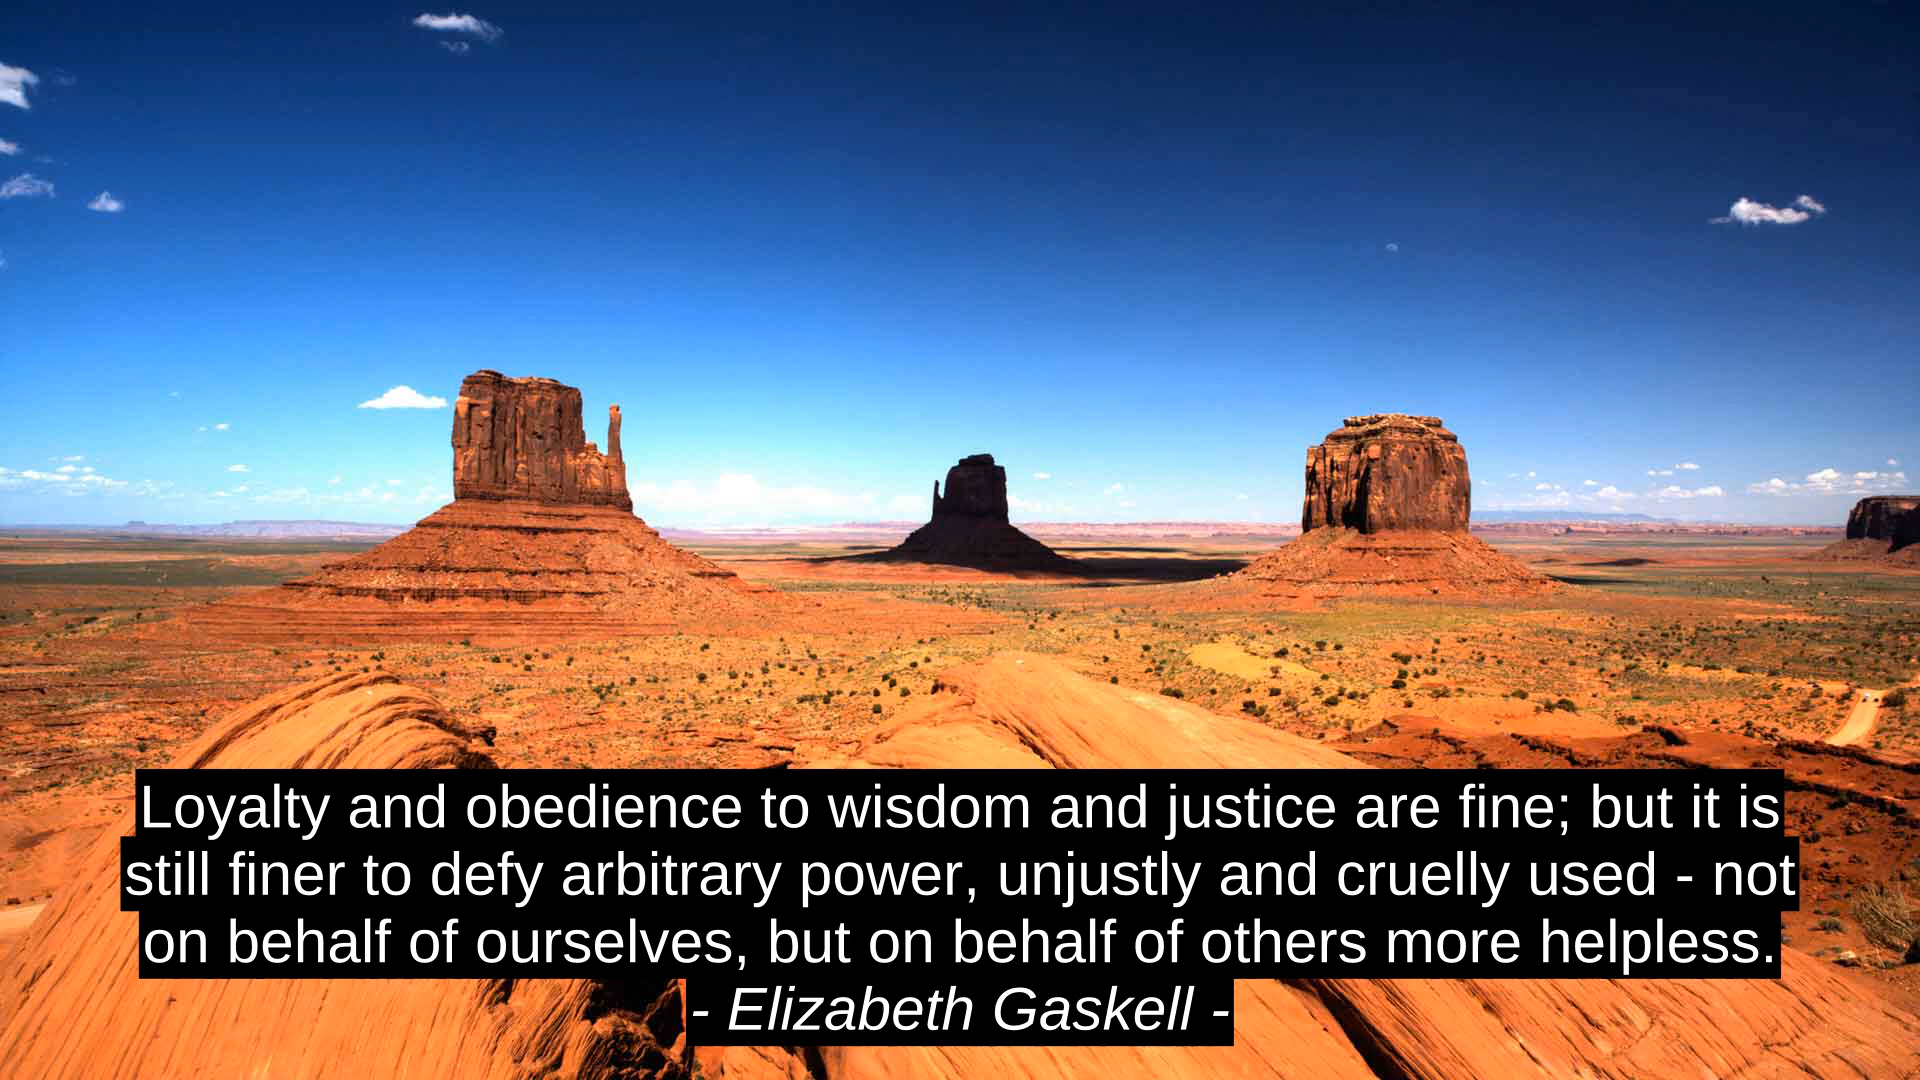 Loyalty and obedience to wisdom and justice are fine; but it is
still finer to defy arbitrary power, unjustly and cruelly used - not
on behalf of ourselves, but on behalf of others more helpless.
- Elizabeth Gaskell -